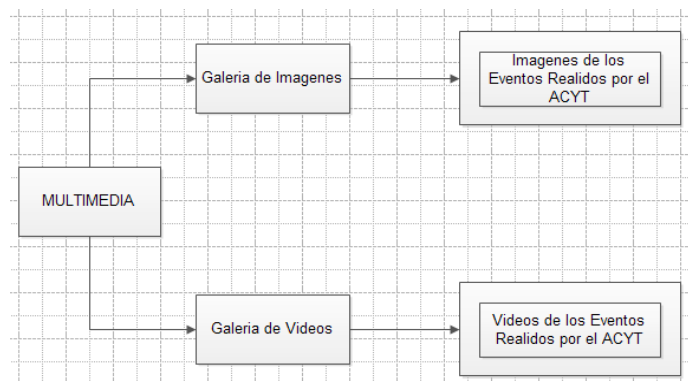 Galeria de Imagenes
Imagenes de los
Eventos Realidos por el
ACYT
MULTIMEDIA
Galeria de Videos
Videos de los Eventos
Realidos por el ACYT